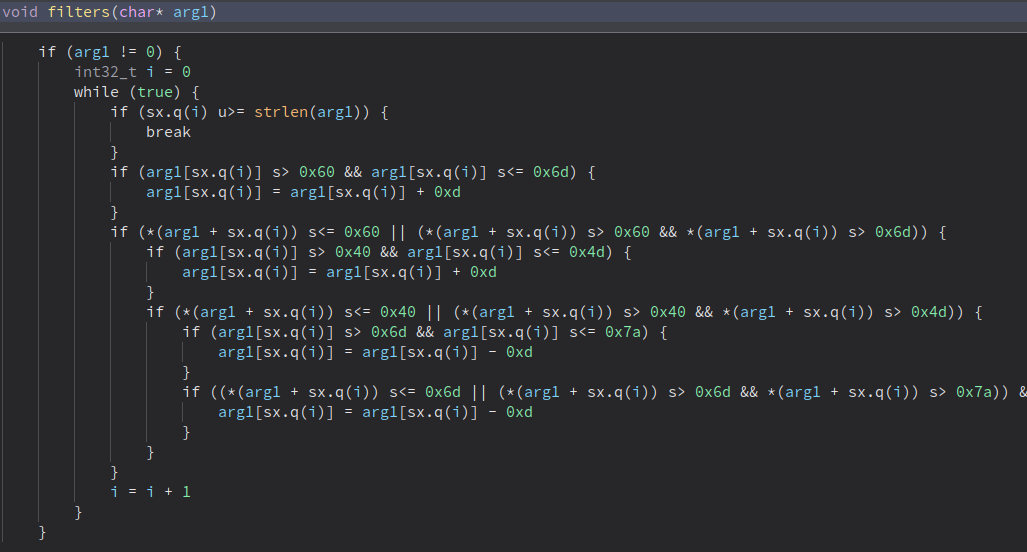 void filters(char* arg1)
if (arg1 != 0) {
int32_t i = 0
while (true) {
if (sx.q(i) u>= strlen(arg1)) {
break
}
if (arg1[sx.q(i)] s> 0x60 && arg1[sx.q(i)] s<= 0x6d) {
arg1[sx.q(i)] = arg1[sx.q(i)] + 0xd
}
if (*(arg1 + sx.q(i)) s<= 0x60 || (*(arg1 + sx.q(i)) s> 0x60 && *(arg1 + sx.q(i)) s> 0x6d)) {
if (arg1[sx.q(i)] s> 0x40 && arg1[sx.q(i)] s<= 0x4d) {
arg1[sx.q(i)] = arg1[sx.q(i)] + 0xd
}
if (*(arg1 + sx.q(i)) s<= 0x40 || (*(arg1 + sx.q(i)) s> 0x40 && *(arg1 + sx.q(i)) s> 0x4d)) {
if (arg1[sx.q(i)] s> 0x6d && arg1[sx.q(i)] s<= 0x7a) {
arg1[sx.q(i)] = arg1[sx.q(i)] - 0xd
}
if ((*(arg1 + sx.q(i)) s<= 0x6d || (*(arg1 + sx.q(i)) s> 0x6d && *(arg1 + sx.q(i)) s> 0x7a)) &
arg1[sx.q(i)] = arg1[sx.q(i)] - 0xd
}
}
}
i = i + 1
}
}